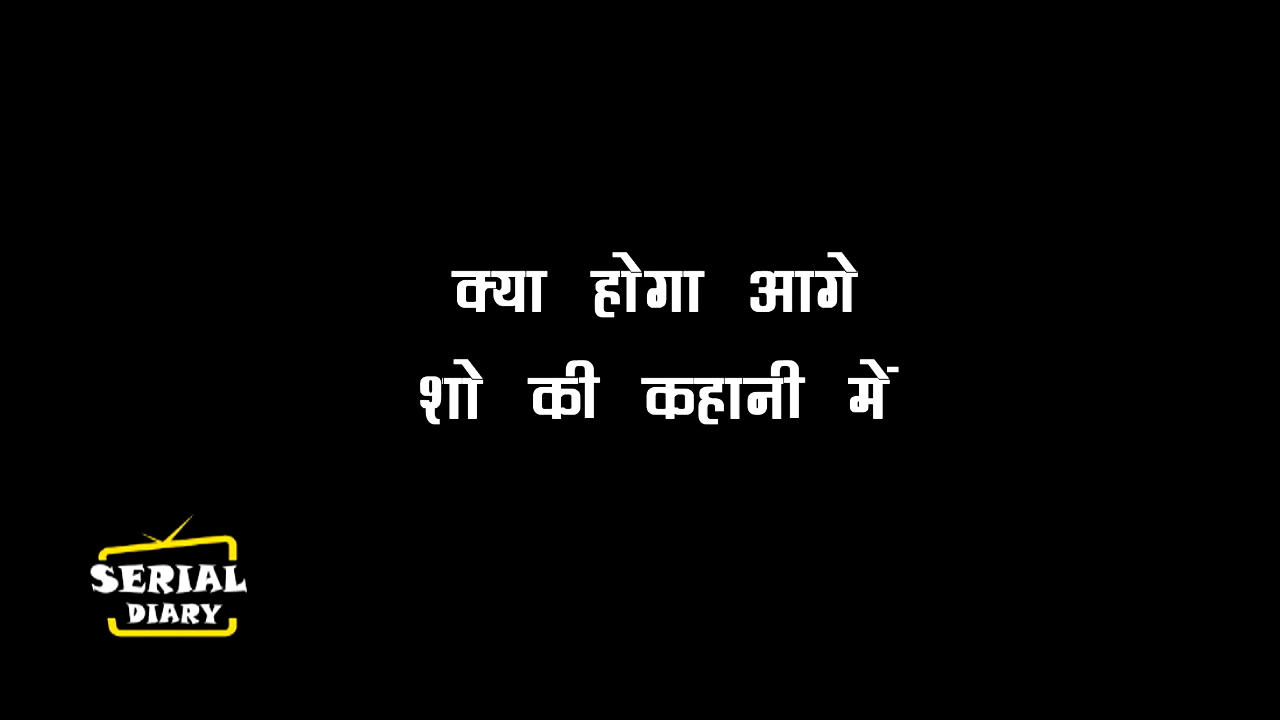 क्या होगा आगे
शो की कहानी में
SERIAL
DIARY